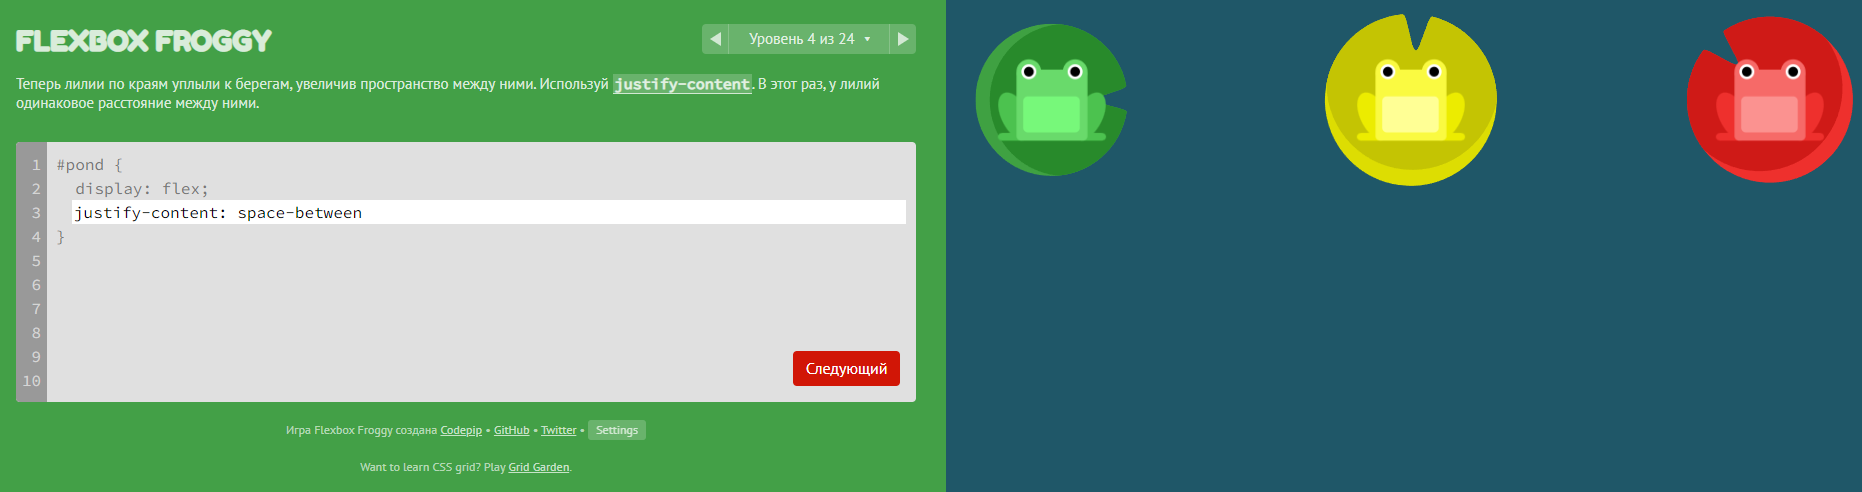 FLEXBOX FROGGY
Уровень 4 из 24
Теперь лилии по краям уплыли к берегам, увеличив пространство между ними. Используй justify-content. В этот раз, у лилий
одинаковое расстояние между ними.
1 #pond {
2 display: flex;
3 justify-content: space-between
4 }
5
6
7
8
9
10
Следующий
Игра Flexbox Froggy создана Codepip • GitHub • Twitter • Settings
Want to learn CSS grid? Play Grid Garden.